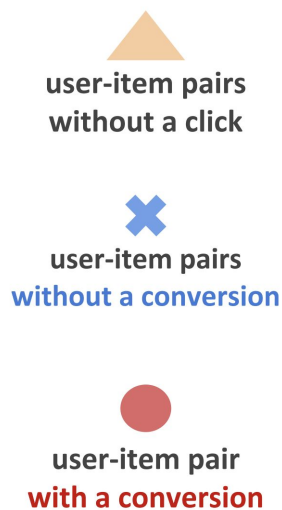 user-item pairs
without a click
user-item pairs
without a conversion
user-item pair
with a conversion